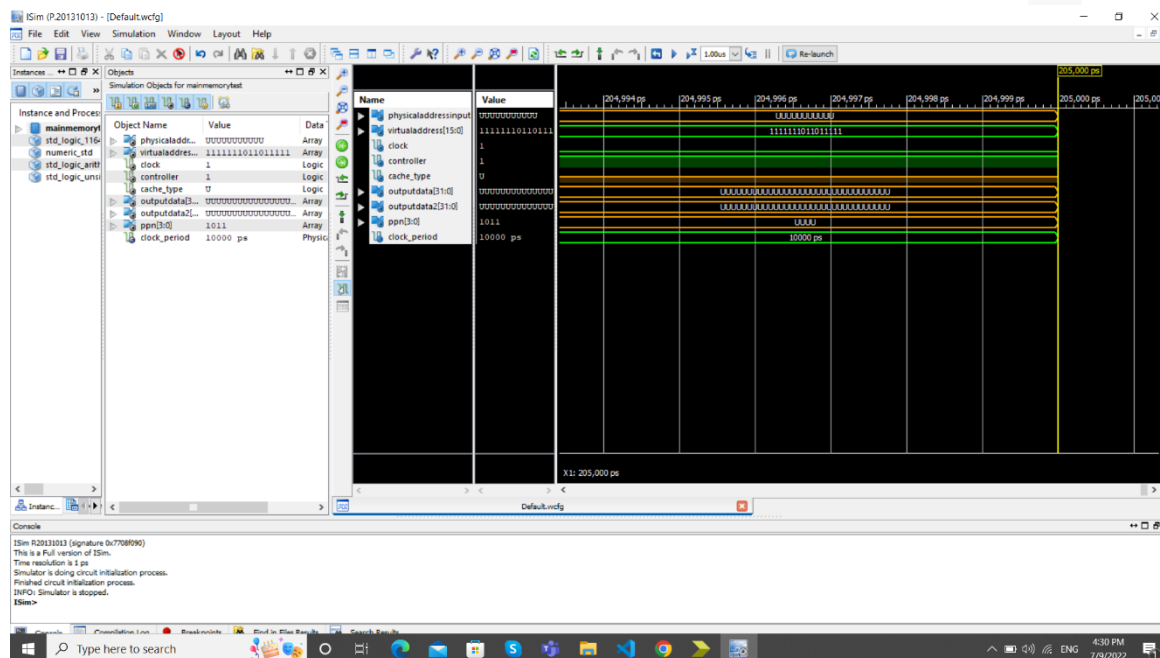 ISim (P.20131013) - [Default.wcfg]
File Edit View Simulation Window Layout Help
1.00us Re-launch
Instances ...
Objects
Simulation Objects for mainmemorytest
Instance and Process
mainmemoryt
std_logic_1164
numeric_std
std_logic_arith
std_logic_unsi
Object Name Value Data
physicaladdr... UUUUUUUUUUU Array
virtualaddres... 1111111011011111 Array
clock 1 Logic
controller 1 Logic
cache_type U Logic
outputdata[3... UUUUUUUUUUUUUUUU... Array
outputdata2[... UUUUUUUUUUUUUUUU... Array
ppn[3:0] 1011 Array
clock_period 10000 ps Physic
Name Value
physicaladdressinput UUUUUUUUUUU
virtualaddress[15:0] 11111110110111
clock 1
controller 1
cache_type U
outputdata[31:0] UUUUUUUUUUUUUU
outputdata2[31:0] UUUUUUUUUUUUUU
ppn[3:0] 1011
clock_period 10000 ps
205,000 ps
204,994 ps 204,995 ps 204,996 ps 204,997 ps 204,998 ps 204,999 ps 205,000 ps 205,00
UUUUUUUUUUU
1111111011011111
UUUUUUUUUUUUUUUUUUUUUUUUUUUUUUUU
UUUUUUUUUUUUUUUUUUUUUUUUUUUUUUUU
UUUU
10000 ps
X1: 205,000 ps
Instanc...
Default.wcfg
Console
ISim P.20131013 (signature 0x7708f090)
This is a Full version of ISim.
Time resolution is 1 ps
Simulator is doing circuit initialization process.
Finished circuit initialization process.
INFO: Simulator is stopped.
ISim>
Console Compilation Log Breakpoints Find in Files Results Search Results
Type here to search
ENG
4:30 PM
7/9/2022